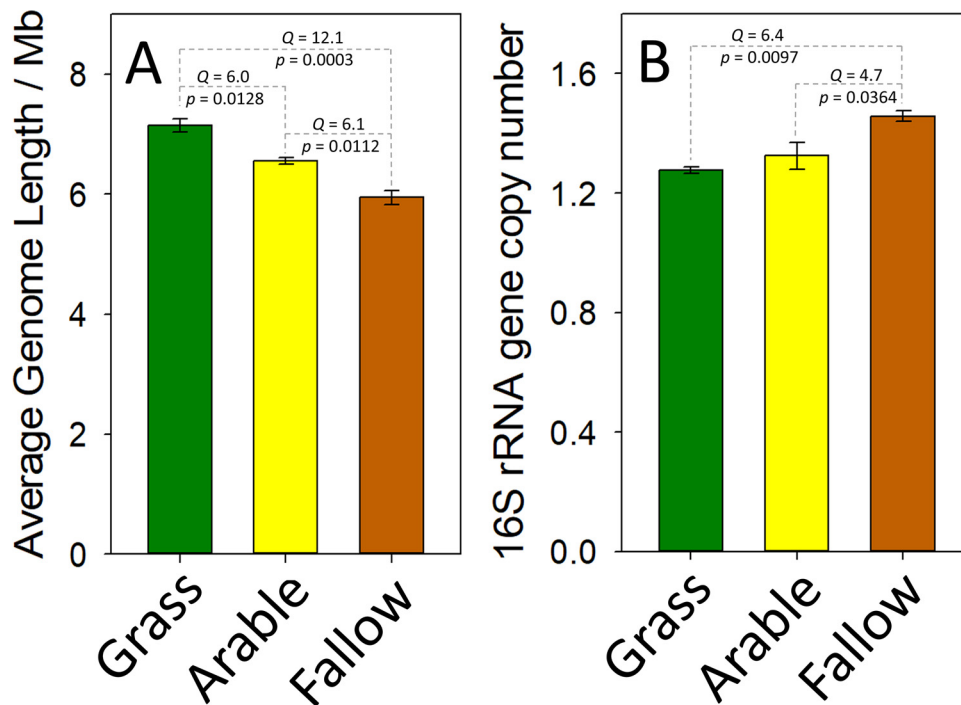 Average Genome Length / Mb
8
6
4
2
0
A
Q = 12.1
p = 0.0003
Q = 6.0
p = 0.0128
Q = 6.1
p = 0.0112
Grass
Arable
Fallow
16S rRNA gene copy number
1.6
1.2
0.8
0.4
0.0
B
Q = 6.4
p = 0.0097
Q = 4.7
p = 0.0364
Grass
Arable
Fallow